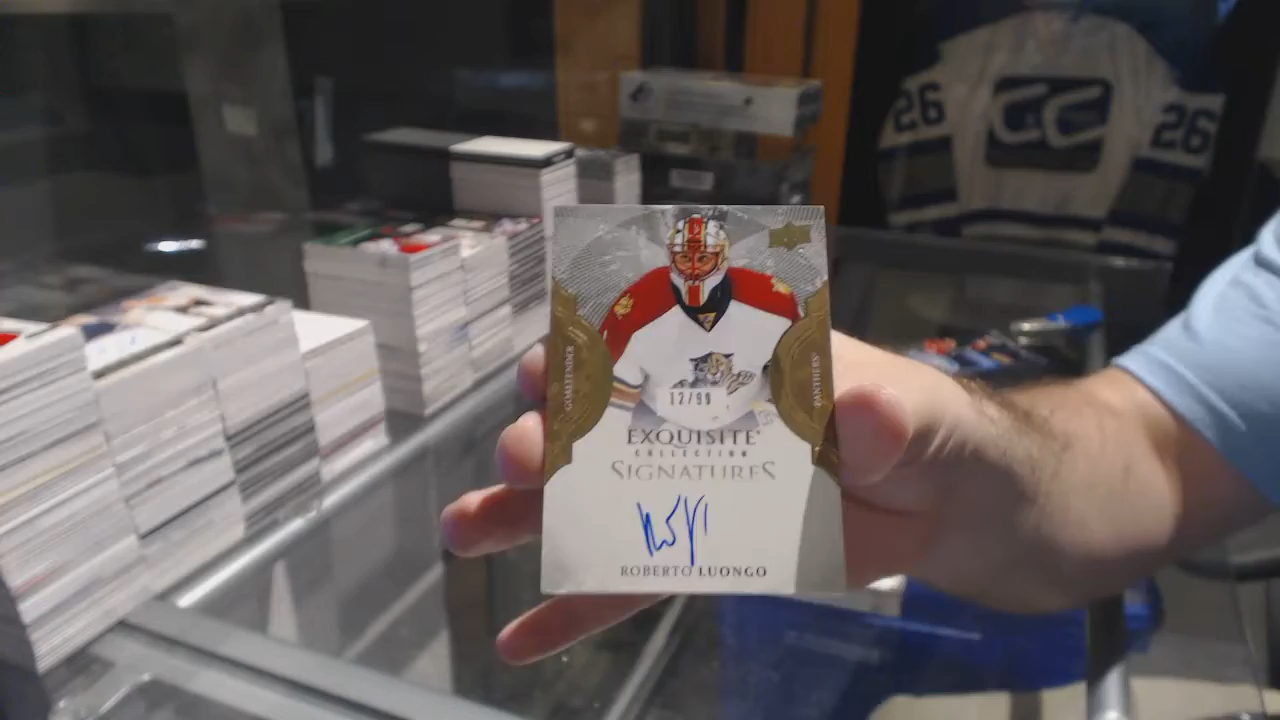 26
CC
26
GOALTENDER
PANTHERS
12/99
EXQUISITE
COLLECTION
SIGNATURES
ROBERTO LUONGO